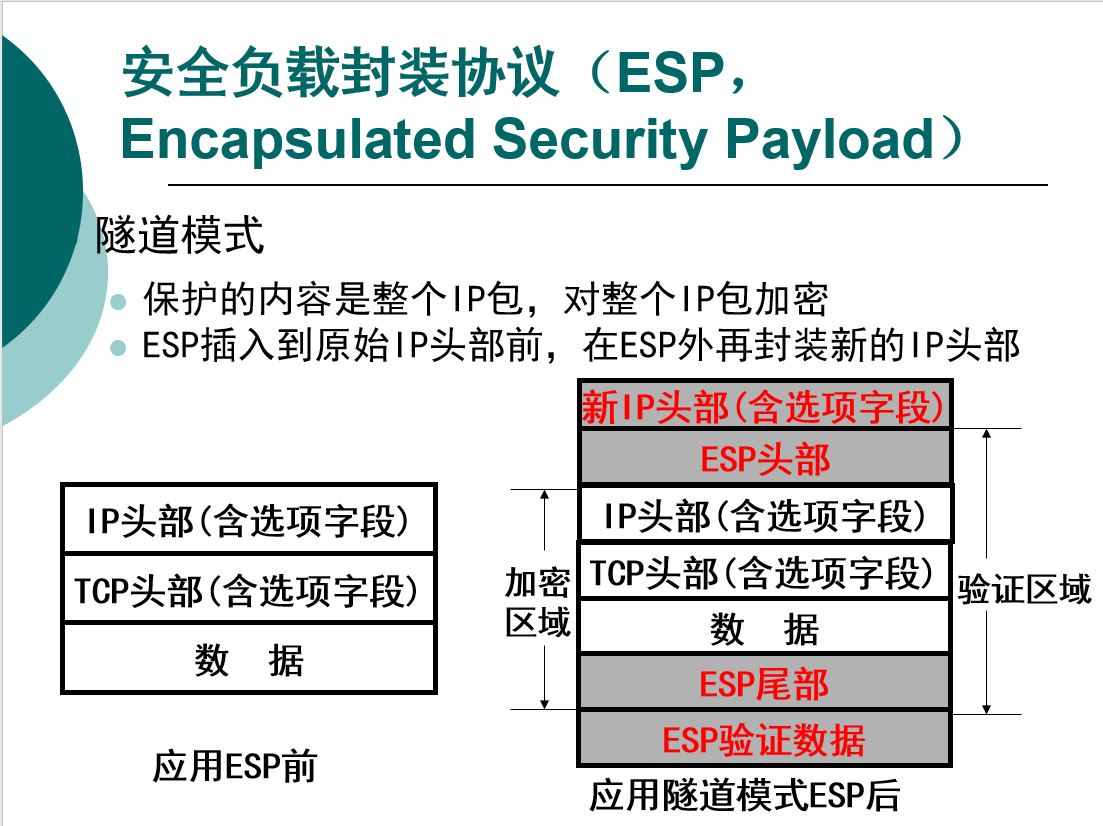 安全负载封装协议（ESP，
Encapsulated Security Payload）
隧道模式
保护的内容是整个IP包，对整个IP包加密
ESP插入到原始IP头部前，在ESP外再封装新的IP头部
IP头部(含选项字段)
TCP头部(含选项字段)
数 据
应用ESP前
新IP头部(含选项字段)
ESP头部
IP头部(含选项字段)
TCP头部(含选项字段)
数 据
ESP尾部
ESP验证数据
加密
区域
验证区域
应用隧道模式ESP后